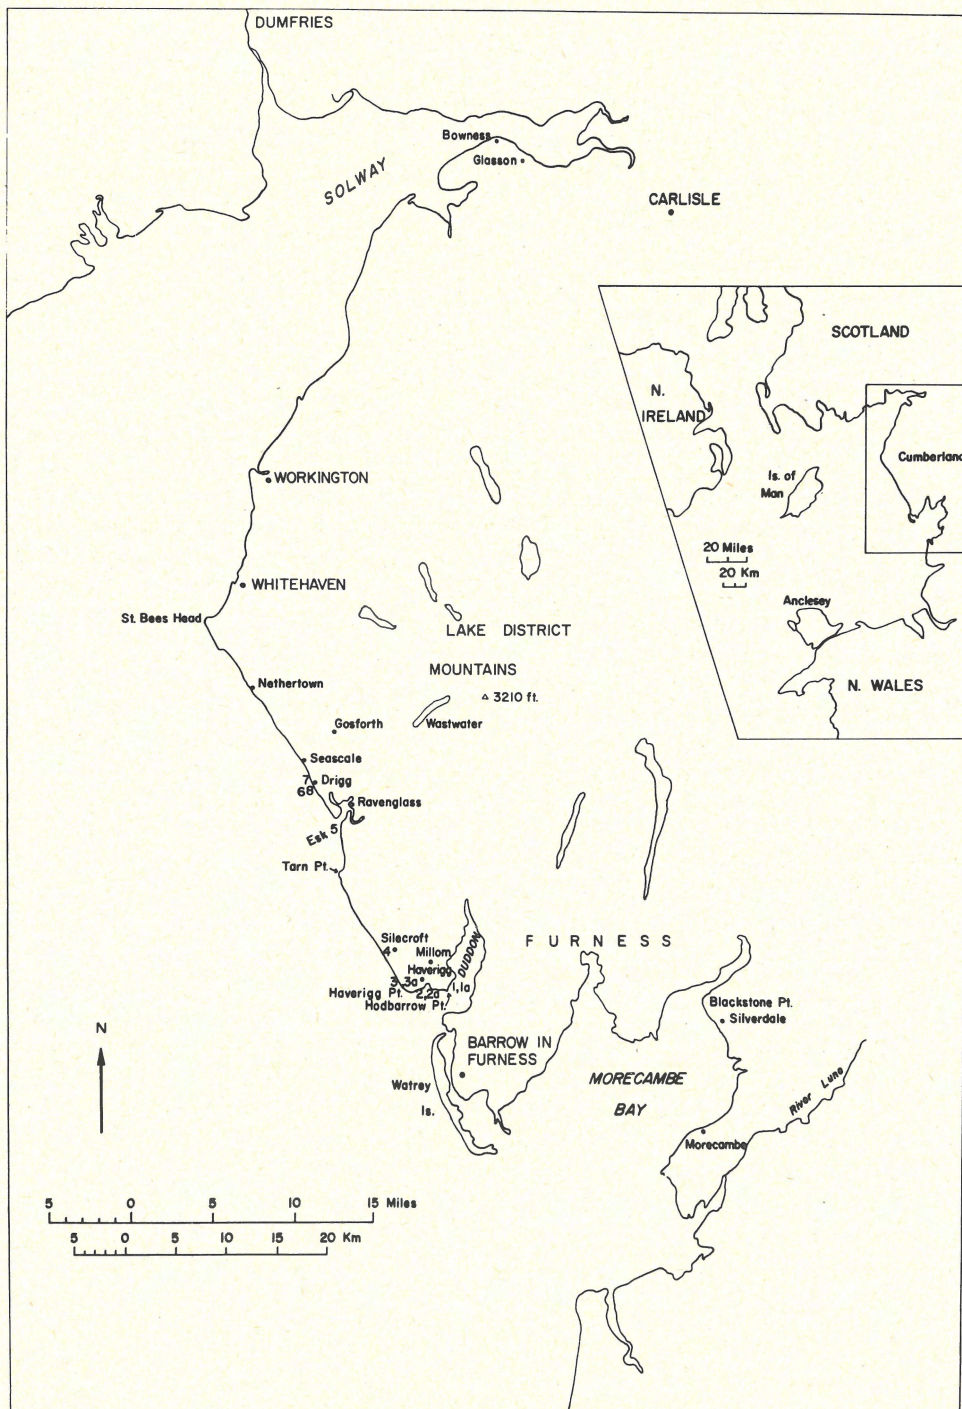 DUMFRIES
Bowness
Glasson
SOLWAY
CARLISLE
SCOTLAND
N.
IRELAND
Cumberland
Is. of
Man
20 Miles
20 Km
Anclesey
N. WALES
WORKINGTON
WHITEHAVEN
St. Bees Head
LAKE DISTRICT
MOUNTAINS
3210 ft.
Nethertown
Gosforth
Wastwater
Seascale
7 Drigg
68
Ravenglass
Esk 5
Tarn Pt.
FURNESS
Silecroft
4
Millom
DUDDON
Haverigg
3,3a
1,1a
Haverigg Pt.
2,2a
Hodbarrow Pt.
Blackstone Pt.
Silverdale
N
BARROW IN
FURNESS
Watrey
Is.
MORECAMBE
BAY
River Lune
Morecambe
5 0 5 10 15 Miles
5 0 5 10 15 20 Km